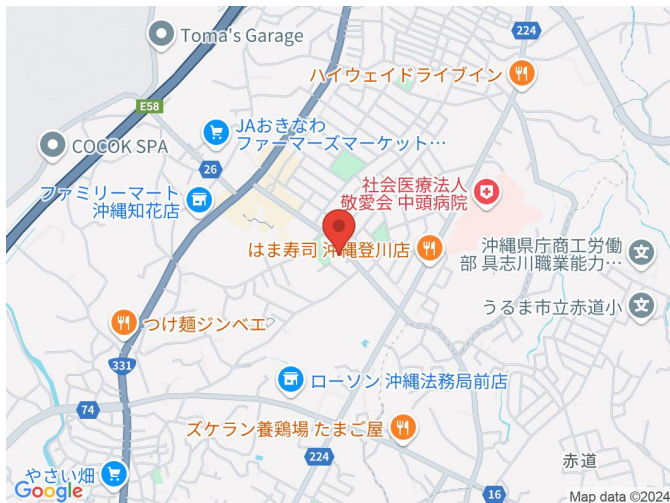 Toma's Garage
224
ハイウェイドライブイン
E58
JAおきなわ
ファーマーズマーケット…
COCOK SPA
26
社会医療法人
敬愛会 中頭病院
ファミリーマート
沖縄知花店
はま寿司 沖縄登川店
沖縄県庁商工労働
部 具志川職業能力…
うるま市立赤道小
つけ麺ジンベエ
331
ローソン 沖縄法務局前店
74
ズケラン養鶏場 たまご屋
224
赤道
やさい畑
16
Google
Map data ©2024